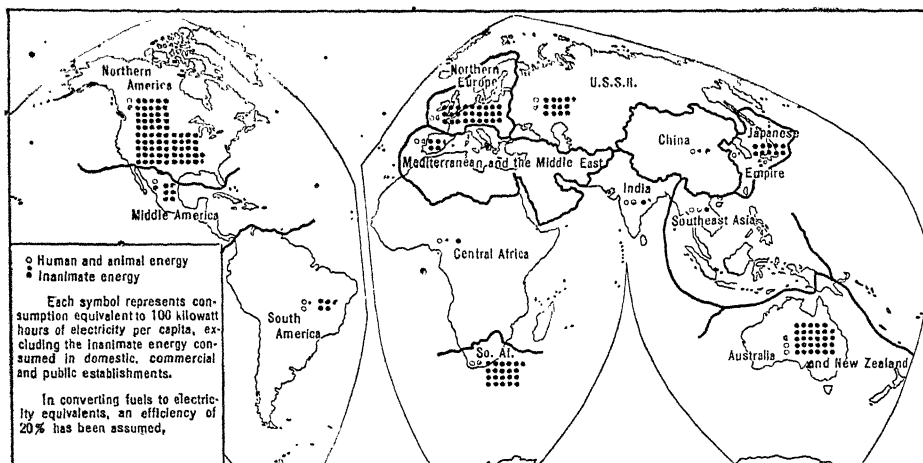 Northern
America
Middle America
South
America
Northern
Europe
U.S.S.R.
Mediterranean and the Middle East
China
Japanese
Empire
India
Southeast Asia
Central Africa
So. Af.
Australia
and New Zealand
Human and animal energy
Inanimate energy
Each symbol represents con-
sumption equivalent to 100 kilowatt
hours of electricity per capita, ex-
cluding the inanimate energy con-
sumed in domestic, commercial
and public establishments.
In converting fuels to electric-
ity equivalents, an efficiency of
20% has been assumed,